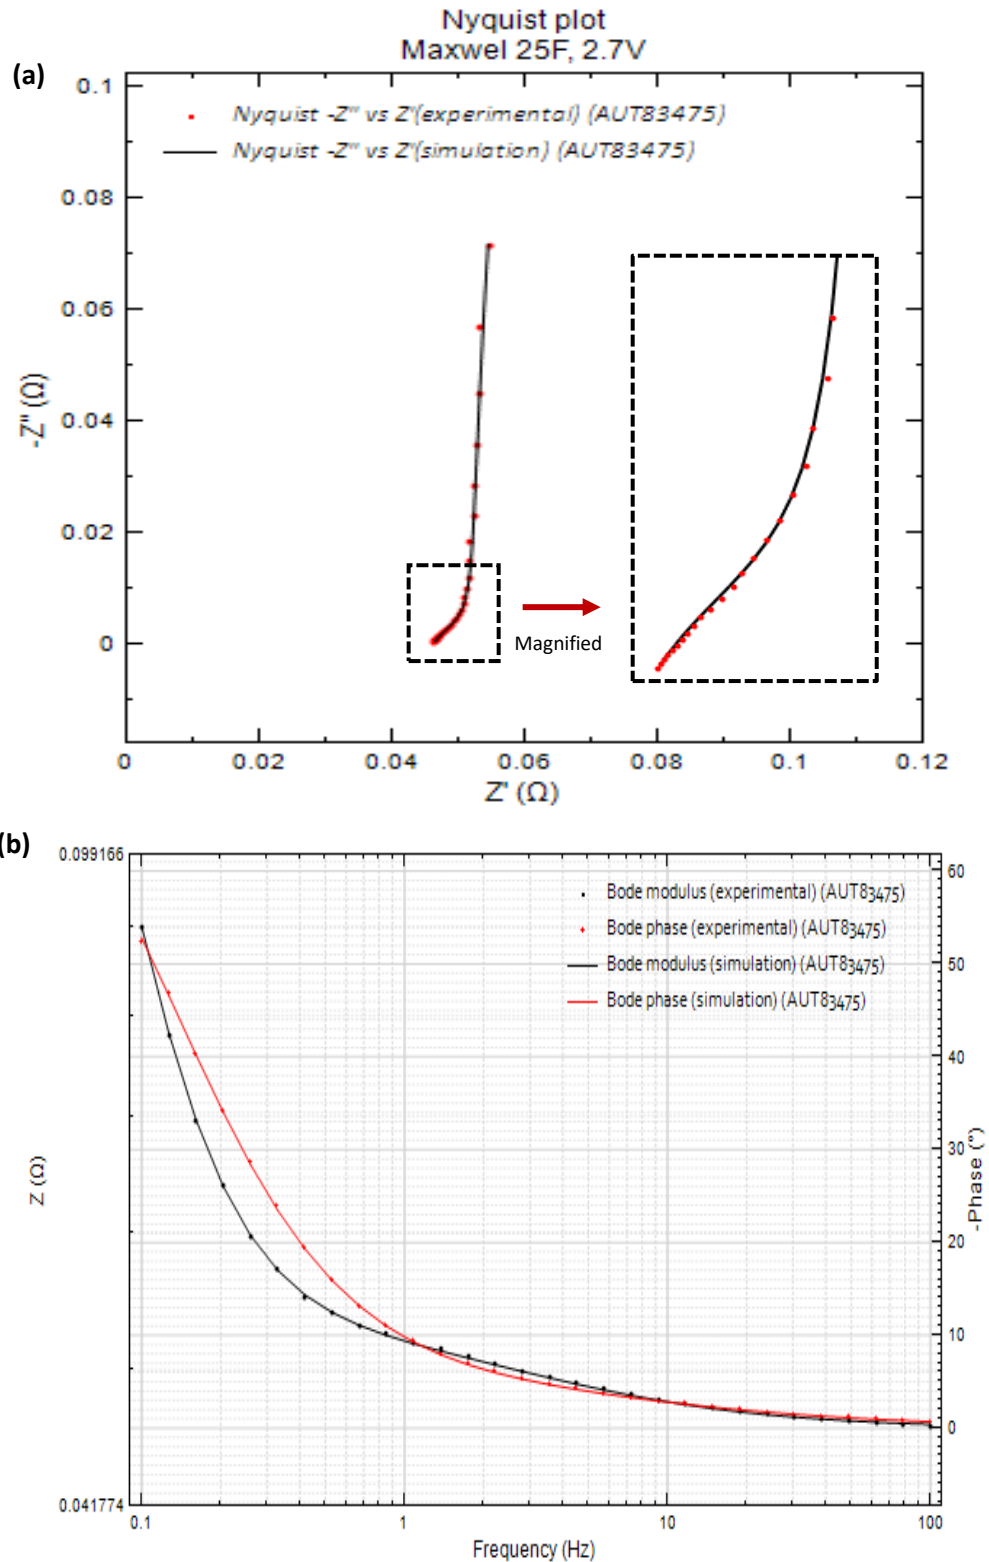 Nyquist plot
Maxwel 25F, 2.7V
(a)
0.1
Nyquist -Z'' vs Z'(experimental) (AUT83475)
Nyquist -Z'' vs Z'(simulation) (AUT83475)
0.08
0.06
-Z'' (Ω)
0.04
0.02
Magnified
0
0 0.02 0.04 0.06 0.08 0.1 0.12
Z' (Ω)
(b)
0.099166
60
Bode modulus (experimental) (AUT83475)
Bode phase (experimental) (AUT83475)
Bode modulus (simulation) (AUT83475)
Bode phase (simulation) (AUT83475)
50
40
30
Z (Ω)
-Phase (°)
20
10
0
0.041774
0.1 1 10 100
Frequency (Hz)